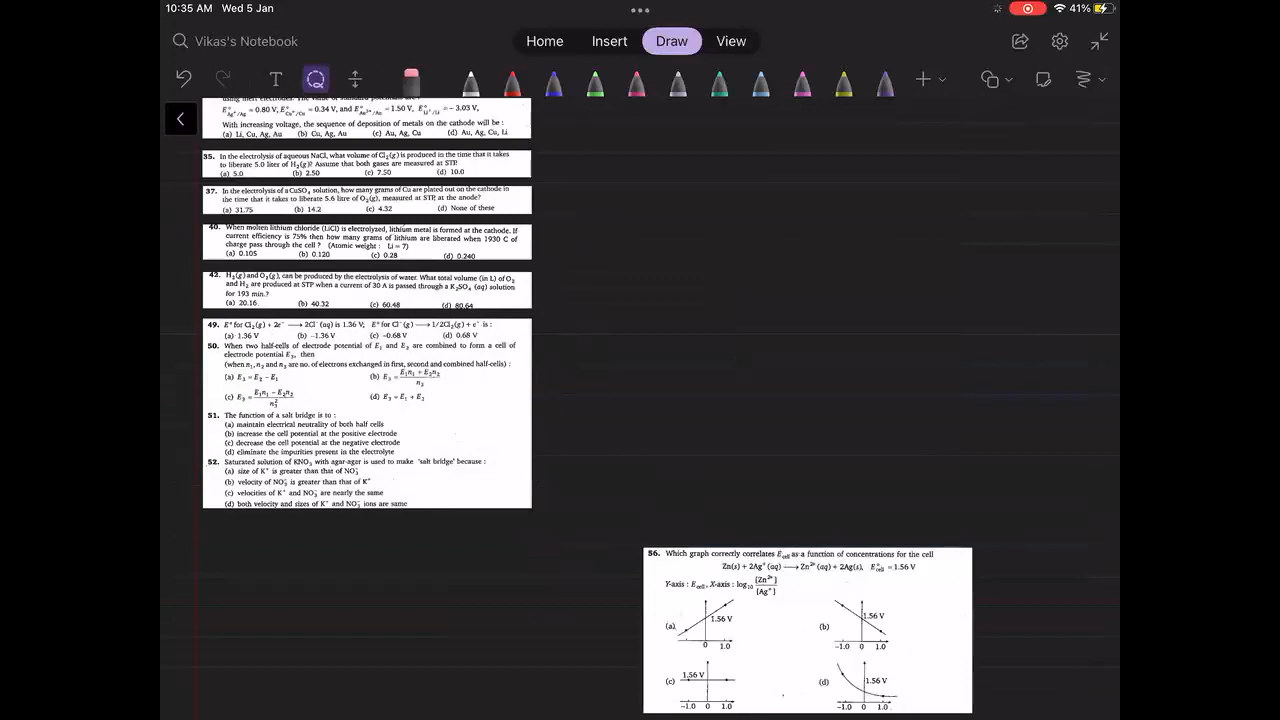 10:35 AM Wed 5 Jan
41%
Vikas's Notebook
Home Insert Draw View
using inert electrodes. The value of standard potentials are :
E°Ag⁺/Ag = 0.80 V, E°Cu⁺/Cu = 0.34 V, and E°Au³⁺/Au = 1.50 V, E°Li⁺/Li = − 3.03 V,
With increasing voltage, the sequence of deposition of metals on the cathode will be :
(a) Li, Cu, Ag, Au (b) Cu, Ag, Au (c) Au, Ag, Cu (d) Au, Ag, Cu, Li
35. In the electrolysis of aqueous NaCl, what volume of Cl₂(g) is produced in the time that it takes
to liberate 5.0 liter of H₂(g)? Assume that both gases are measured at STP.
(a) 5.0 (b) 2.50 (c) 7.50 (d) 10.0
37. In the electrolysis of a CuSO₄ solution, how many grams of Cu are plated out on the cathode in
the time that it takes to liberate 5.6 litre of O₂(g), measured at STP, at the anode?
(a) 31.75 (b) 14.2 (c) 4.32 (d) None of these
40. When molten lithium chloride (LiCl) is electrolyzed, lithium metal is formed at the cathode. If
current efficiency is 75% then how many grams of lithium are liberated when 1930 C of
charge pass through the cell ? (Atomic weight : Li = 7)
(a) 0.105 (b) 0.120 (c) 0.28 (d) 0.240
42. H₂(g) and O₂(g), can be produced by the electrolysis of water. What total volume (in L) of O₂
and H₂ are produced at STP when a current of 30 A is passed through a K₂SO₄ (aq) solution
for 193 min.?
(a) 20.16 (b) 40.32 (c) 60.48 (d) 80.64
49. E° for Cl₂(g) + 2e⁻ ⟶ 2Cl⁻(aq) is 1.36 V; E° for Cl⁻(g) ⟶ 1/2Cl₂(g) + e⁻ is :
(a) 1.36 V (b) −1.36 V (c) −0.68 V (d) 0.68 V
50. When two half-cells of electrode potential of E₁ and E₂ are combined to form a cell of
electrode potential E₃, then
(when n₁, n₂ and n₃ are no. of electrons exchanged in first, second and combined half-cells) :
(a) E₃ = E₂ − E₁ (b) E₃ = E₁n₁ + E₂n₂ / n₃
(c) E₃ = E₁n₁ − E₂n₂ / n₃² (d) E₃ = E₁ + E₂
51. The function of a salt bridge is to :
(a) maintain electrical neutrality of both half cells
(b) increase the cell potential at the positive electrode
(c) decrease the cell potential at the negative electrode
(d) eliminate the impurities present in the electrolyte
52. Saturated solution of KNO₃ with agar-agar is used to make 'salt bridge' because :
(a) size of K⁺ is greater than that of NO₃⁻
(b) velocity of NO₃⁻ is greater than that of K⁺
(c) velocities of K⁺ and NO₃⁻ are nearly the same
(d) both velocity and sizes of K⁺ and NO₃⁻ ions are same
56. Which graph correctly correlates Ecell as a function of concentrations for the cell
Zn(s) + 2Ag⁺(aq) ⟶ Zn²⁺(aq) + 2Ag(s), E°cell = 1.56 V
Y-axis : Ecell, X-axis : log₁₀ [Zn²⁺] / [Ag⁺]
(a) 1.56 V 0 1.0
(b) 1.56 V −1.0 0 1.0
(c) 1.56 V −1.0 0 1.0
(d) 1.56 V −1.0 0 1.0